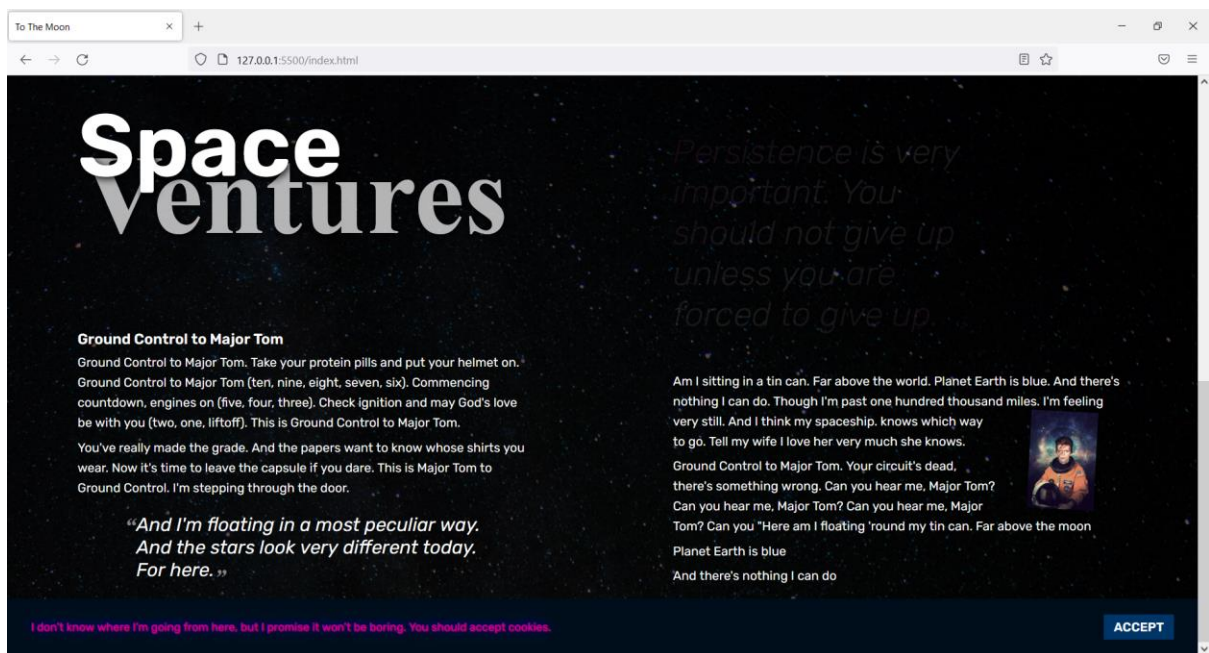 To The Moon
127.0.0.1:5500/index.html
Space
Ventures
Ground Control to Major Tom
Ground Control to Major Tom. Take your protein pills and put your helmet on.
Ground Control to Major Tom (ten, nine, eight, seven, six). Commencing
countdown, engines on (five, four, three). Check ignition and may God's love
be with you (two, one, liftoff). This is Ground Control to Major Tom.
You've really made the grade. And the papers want to know whose shirts you
wear. Now it's time to leave the capsule if you dare. This is Major Tom to
Ground Control. I'm stepping through the door.
“And I'm floating in a most peculiar way.
And the stars look very different today.
For here.”
Persistence is very
important. You
should not give up
unless you are
forced to give up.
Am I sitting in a tin can. Far above the world. Planet Earth is blue. And there's
nothing I can do. Though I'm past one hundred thousand miles. I'm feeling
very still. And I think my spaceship. knows which way
to go. Tell my wife I love her very much she knows.
Ground Control to Major Tom. Your circuit's dead,
there's something wrong. Can you hear me, Major Tom?
Can you hear me, Major Tom? Can you hear me, Major
Tom? Can you "Here am I floating 'round my tin can. Far above the moon
Planet Earth is blue
And there's nothing I can do
I don't know where I'm going from here, but I promise it won't be boring. You should accept cookies.
ACCEPT